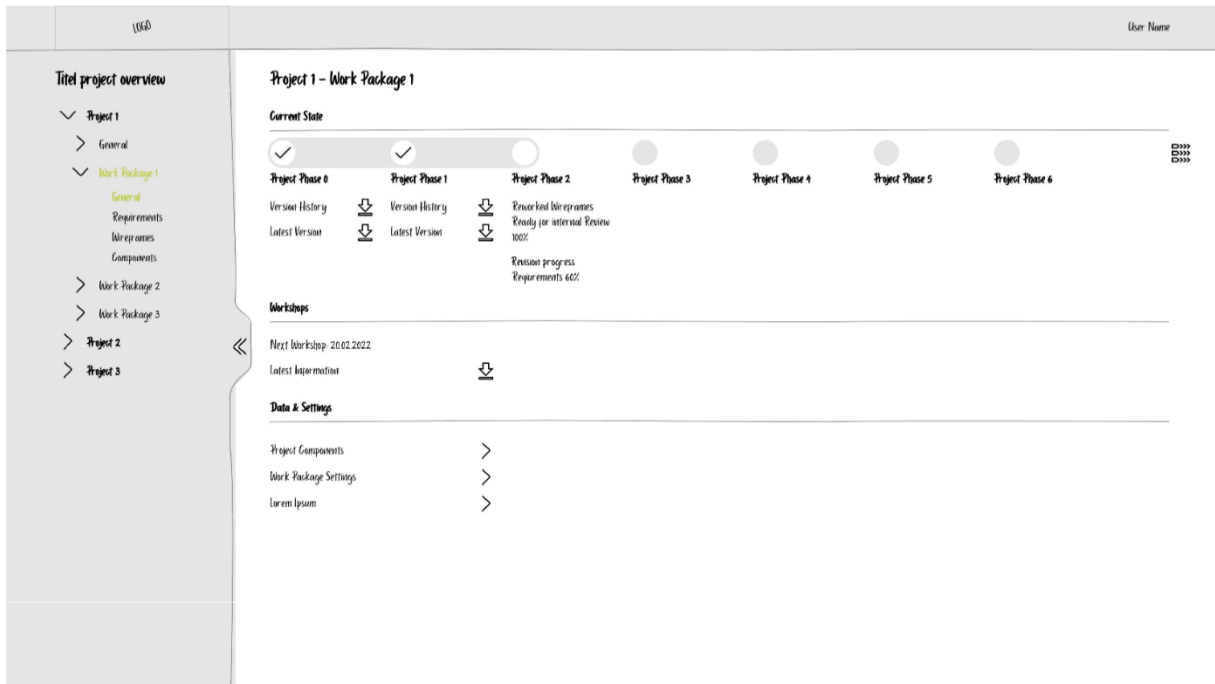 LOGO
User Name
Titel project overview
Project 1
General
Work Package 1
General
Requirements
Wireframes
Components
Work Package 2
Work Package 3
Project 2
Project 3
Project 1 – Work Package 1
Current State
Project Phase 0
Project Phase 1
Project Phase 2
Project Phase 3
Project Phase 4
Project Phase 5
Project Phase 6
Version History
Version History
Reworked Wireframes
Ready for internal Review
100%
Latest Version
Latest Version
Revision progress
Requirements 60%
Workshops
Next Workshop: 20.02.2022
Latest Information
Data & Settings
Project Components
Work Package Settings
Lorem Ipsum